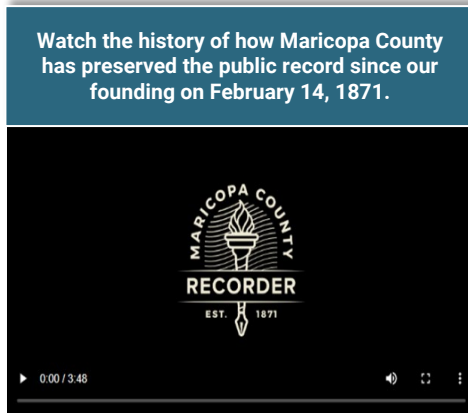 Watch the history of how Maricopa County
has preserved the public record since our
founding on February 14, 1871.
MARICOPA COUNTY
RECORDER
EST. 1871
0:00 / 3:48